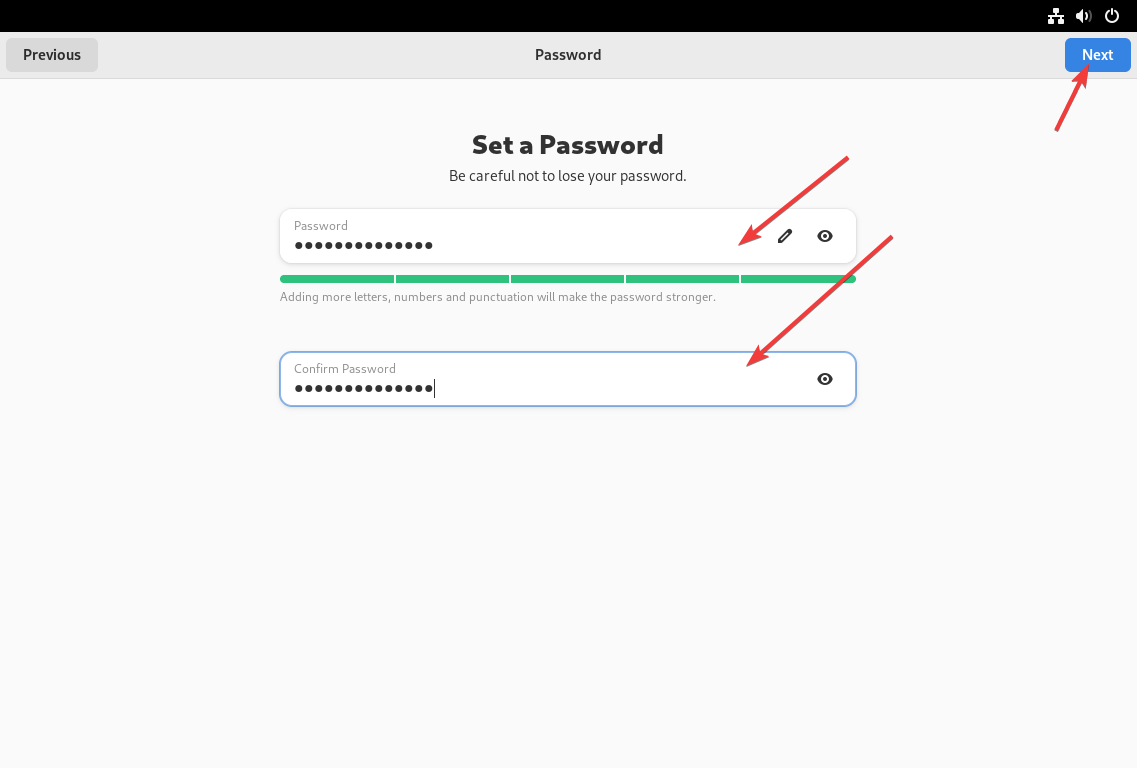 Previous
Password
Next
Set a Password
Be careful not to lose your password.
Password
●●●●●●●●●●●●●●
Adding more letters, numbers and punctuation will make the password stronger.
Confirm Password
●●●●●●●●●●●●●●